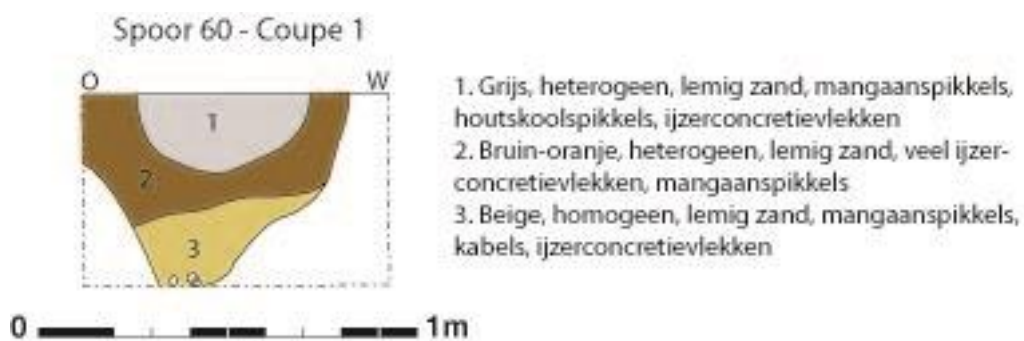 Spoor 60 - Coupe 1
O W
1
2
3
1. Grijs, heterogeen, lemig zand, mangaanspikkels,
houtskoolspikkels, ijzerconcretievlekken
2. Bruin-oranje, heterogeen, lemig zand, veel ijzer-
concretievlekken, mangaanspikkels
3. Beige, homogeen, lemig zand, mangaanspikkels,
kabels, ijzerconcretievlekken
0 1m